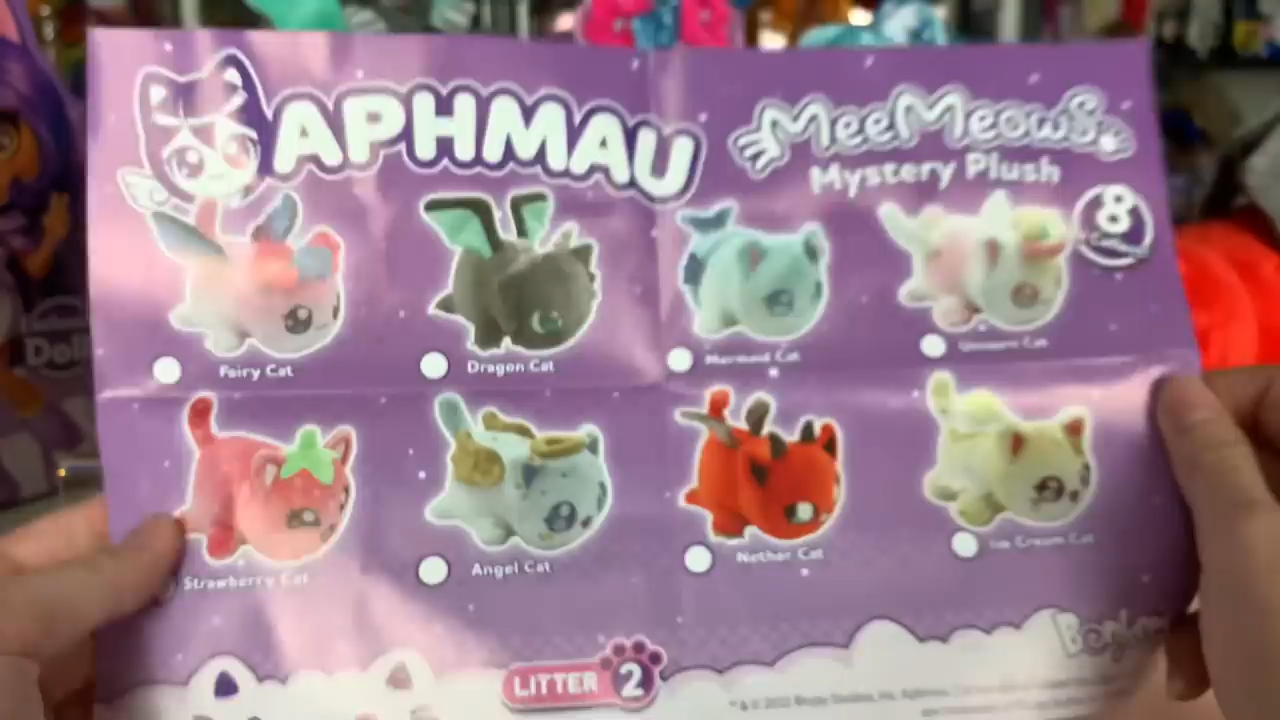 APHMAU
MeeMeows
Mystery Plush
8
Fairy Cat
Dragon Cat
Mermaid Cat
Unicorn Cat
Strawberry Cat
Angel Cat
Nether Cat
Ice Cream Cat
LITTER 2
Doll